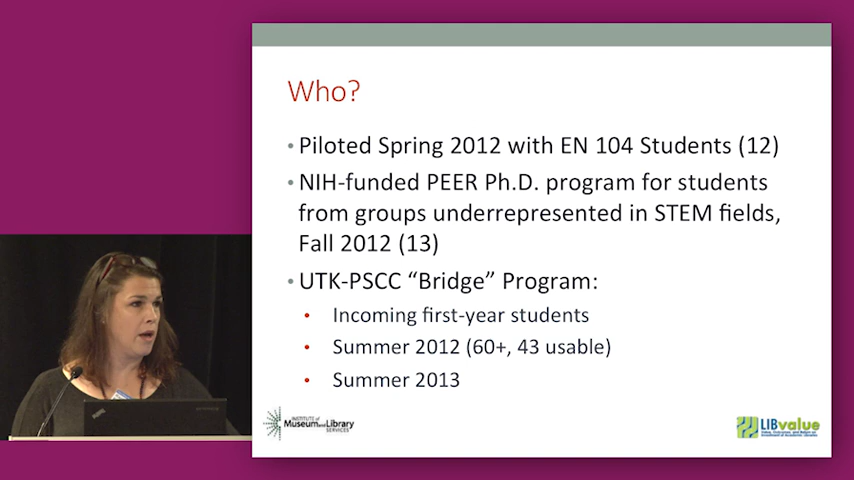 Who?
• Piloted Spring 2012 with EN 104 Students (12)
• NIH-funded PEER Ph.D. program for students
from groups underrepresented in STEM fields,
Fall 2012 (13)
• UTK-PSCC “Bridge” Program:
• Incoming first-year students
• Summer 2012 (60+, 43 usable)
• Summer 2013
INSTITUTE of
Museum and Library
SERVICES
LIBvalue